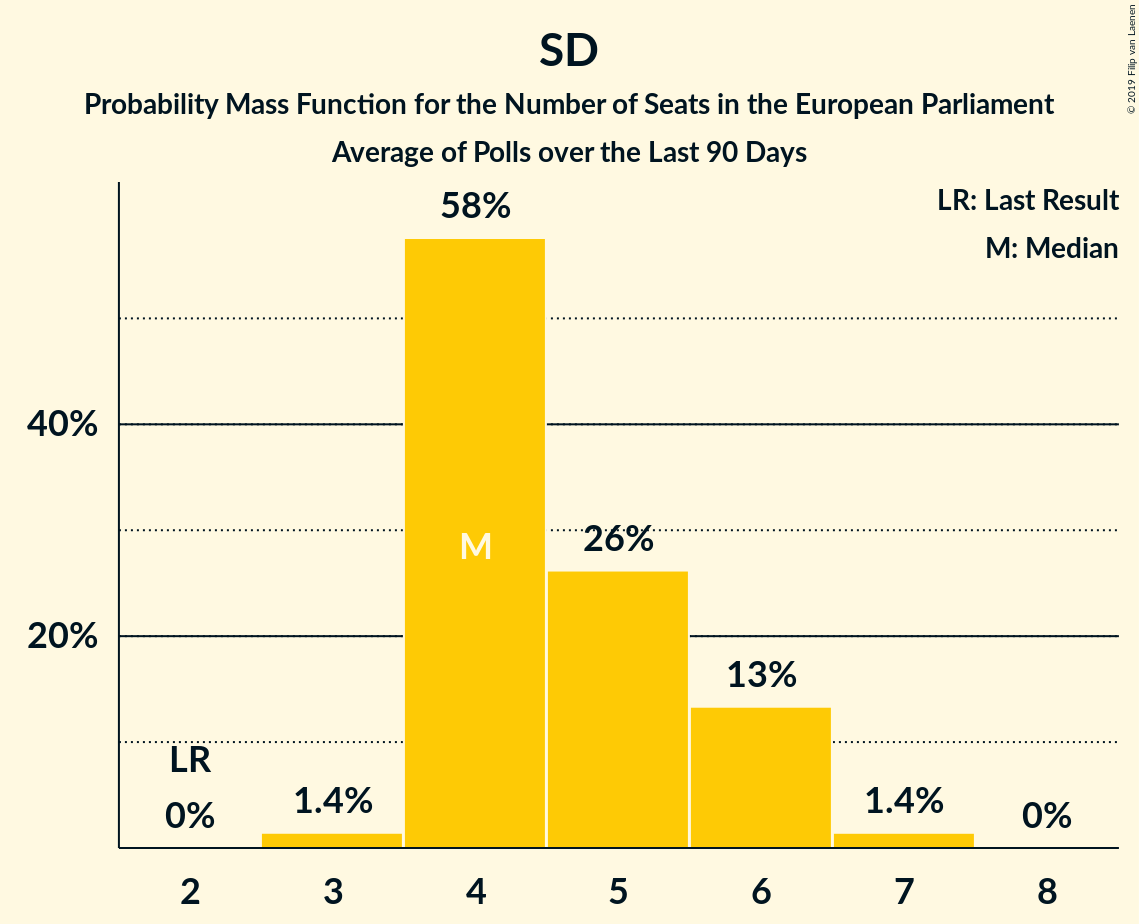 SD
Probability Mass Function for the Number of Seats in the European Parliament
Average of Polls over the Last 90 Days
© 2019 Filip van Laenen
LR: Last Result
M: Median
58%
40%
M
26%
20%
13%
LR
0%
1.4%
1.4%
0%
2 3 4 5 6 7 8